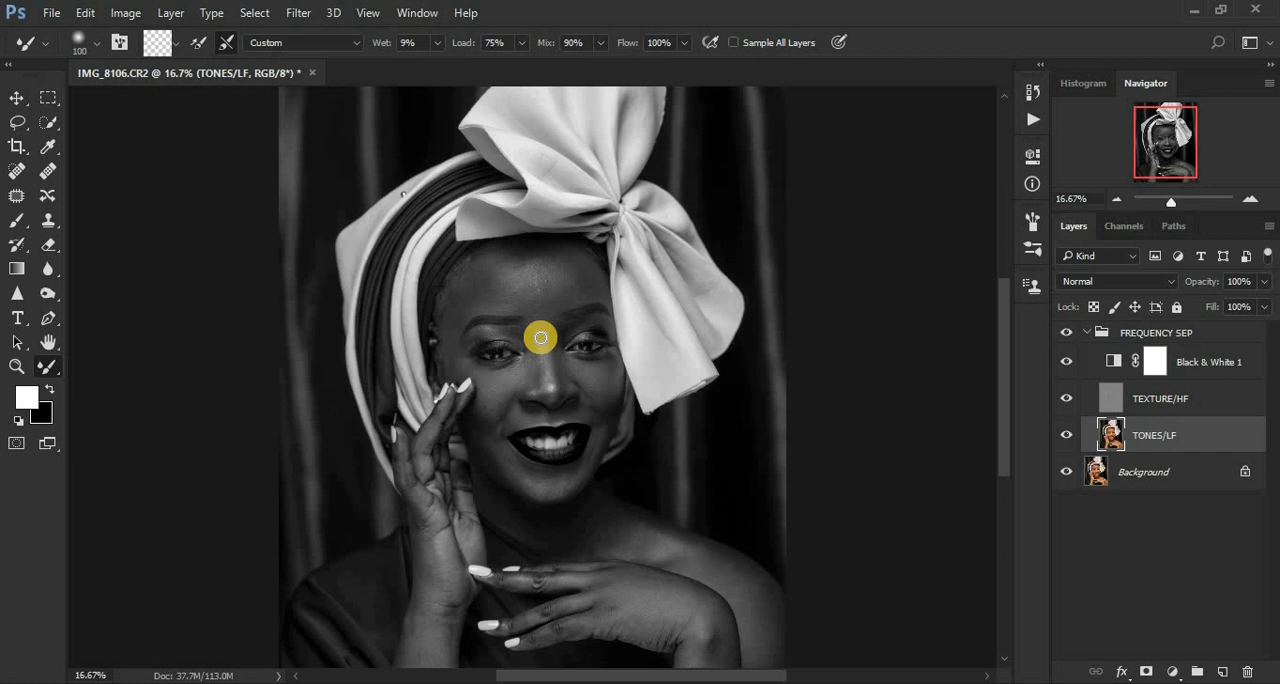 Ps File Edit Image Layer Type Select Filter 3D View Window Help
100 Custom Wet: 9% Load: 75% Mix: 90% Flow: 100% Sample All Layers
IMG_8106.CR2 @ 16.7% (TONES/LF, RGB/8*) * ×
Histogram Navigator
16.67%
Layers Channels Paths
Kind
Normal Opacity: 100%
Lock: Fill: 100%
FREQUENCY SEP
Black & White 1
TEXTURE/HF
TONES/LF
Background
16.67% Doc: 37.7M/113.0M